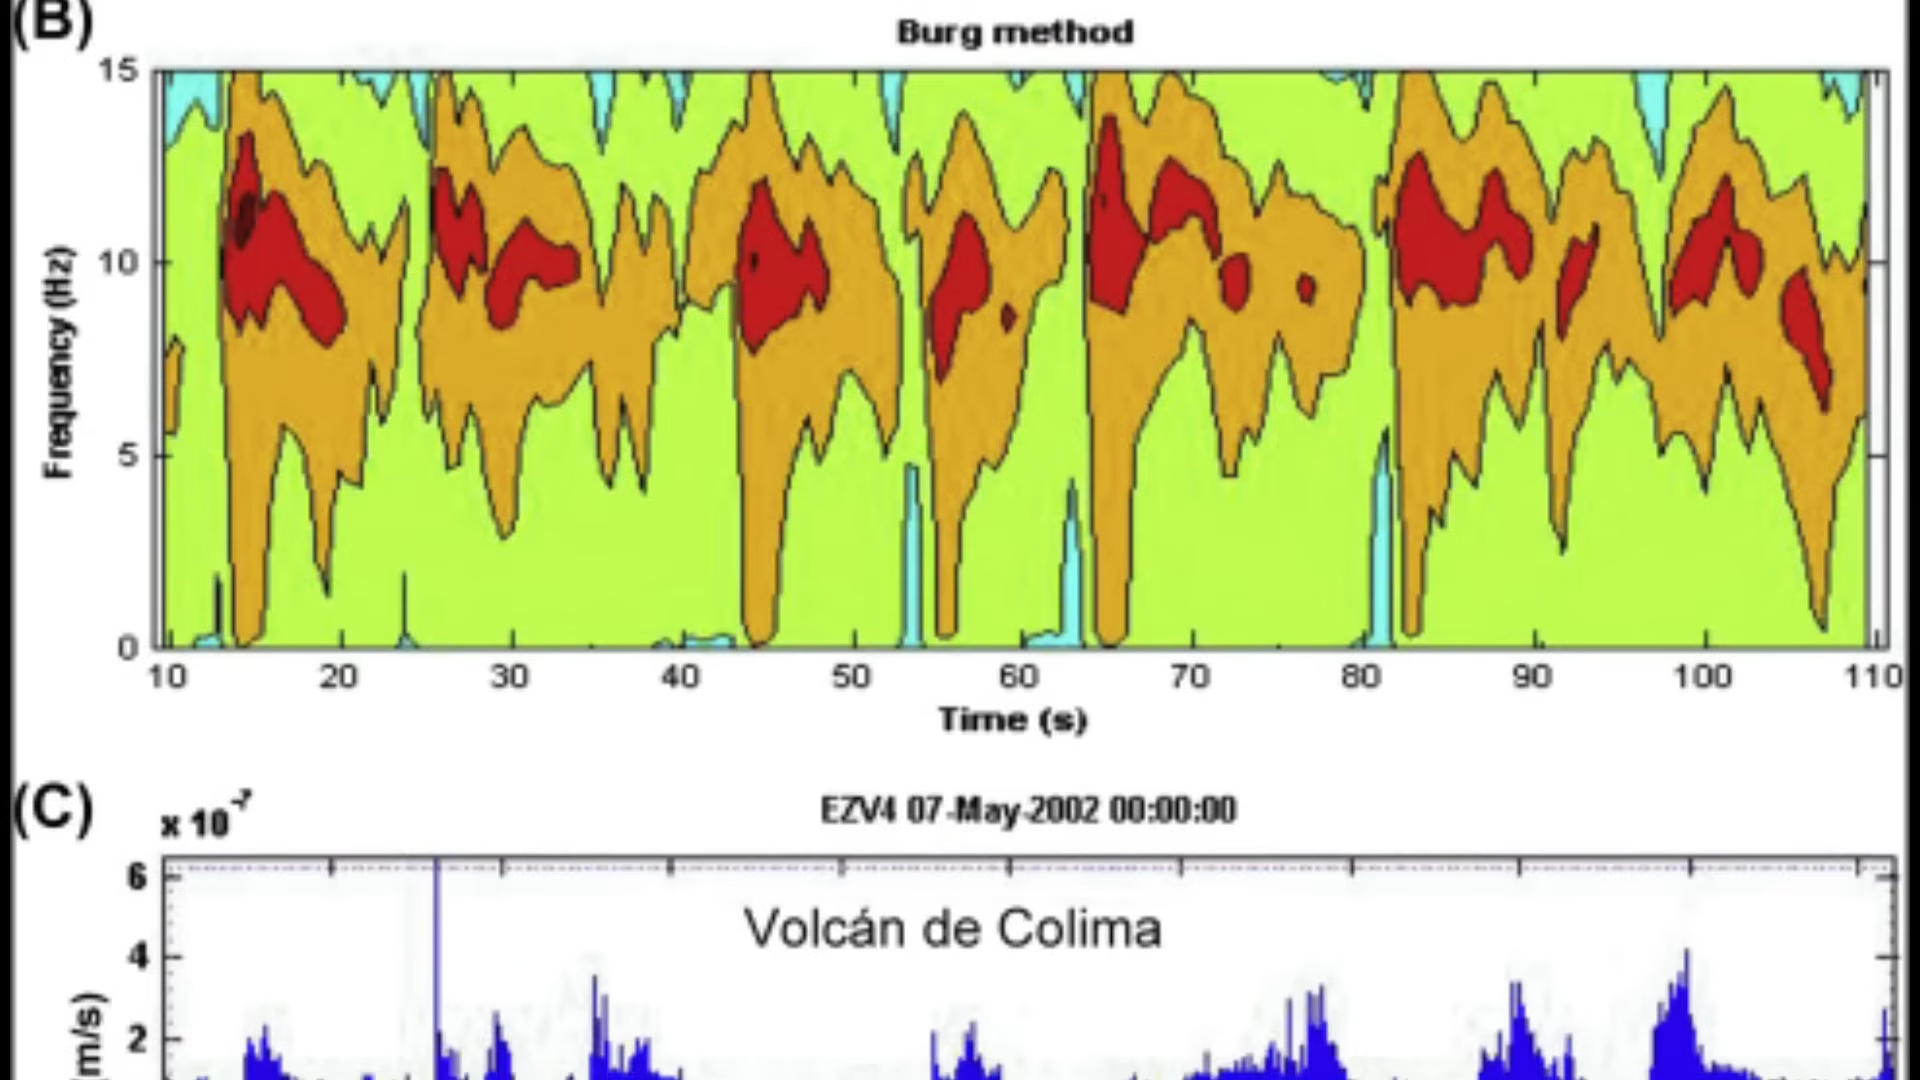 (B)
Burg method
15
10
5
0
Frequency (Hz)
10 20 30 40 50 60 70 80 90 100 110
Time (s)
(C)
x 10⁻⁷
EZV4 07-May-2002 00:00:00
6
4
2
Volcán de Colima
(m/s)